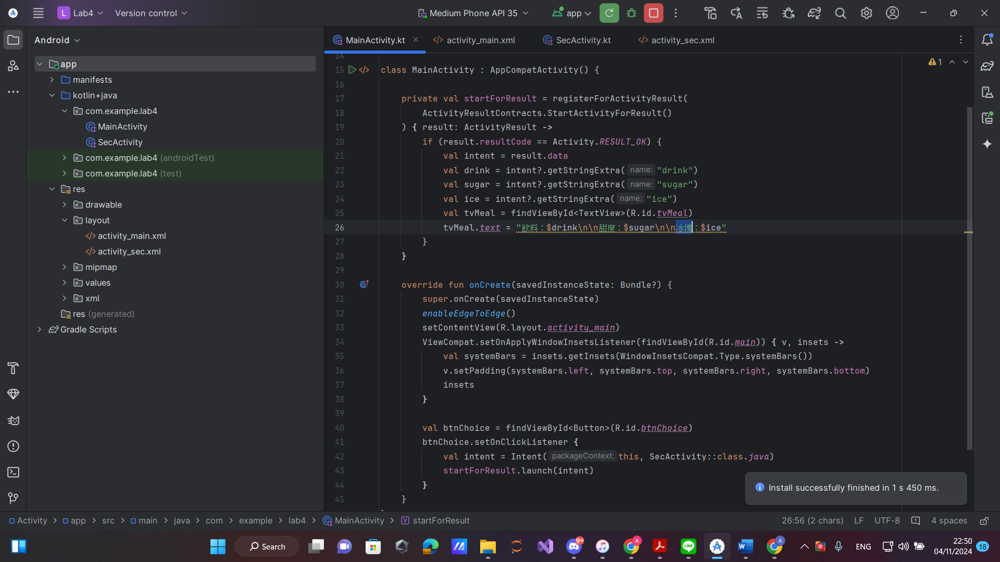 L Lab4 Version control Medium Phone API 35 app
Android
MainActivity.kt activity_main.xml SecActivity.kt activity_sec.xml
app
manifests
kotlin+java
com.example.lab4
MainActivity
SecActivity
com.example.lab4 (androidTest)
com.example.lab4 (test)
res
drawable
layout
activity_main.xml
activity_sec.xml
mipmap
values
xml
res (generated)
Gradle Scripts
1
14
15 class MainActivity : AppCompatActivity() {
16
17 private val startForResult = registerForActivityResult(
18 ActivityResultContracts.StartActivityForResult()
19 ) { result: ActivityResult ->
20 if (result.resultCode == Activity.RESULT_OK) {
21 val intent = result.data
22 val drink = intent?.getStringExtra( name: "drink")
23 val sugar = intent?.getStringExtra( name: "sugar")
24 val ice = intent?.getStringExtra( name: "ice")
25 val tvMeal = findViewById<TextView>(R.id.tvMeal)
26 tvMeal.text = "飲料：$drink\n\n甜度：$sugar\n\n冰塊：$ice"
27 }
28 }
29
30 override fun onCreate(savedInstanceState: Bundle?) {
31 super.onCreate(savedInstanceState)
32 enableEdgeToEdge()
33 setContentView(R.layout.activity_main)
34 ViewCompat.setOnApplyWindowInsetsListener(findViewById(R.id.main)) { v, insets ->
35 val systemBars = insets.getInsets(WindowInsetsCompat.Type.systemBars())
36 v.setPadding(systemBars.left, systemBars.top, systemBars.right, systemBars.bottom)
37 insets
38 }
39
40 val btnChoice = findViewById<Button>(R.id.btnChoice)
41 btnChoice.setOnClickListener {
42 val intent = Intent( packageContext: this, SecActivity::class.java)
43 startForResult.launch(intent)
44 }
45 }
Install successfully finished in 1 s 450 ms.
Activity > app > src > main > java > com > example > lab4 > MainActivity > startForResult 26:56 (2 chars) LF UTF-8 4 spaces
Search 9+ A LINE W A ENG 22:50 18
04/11/2024